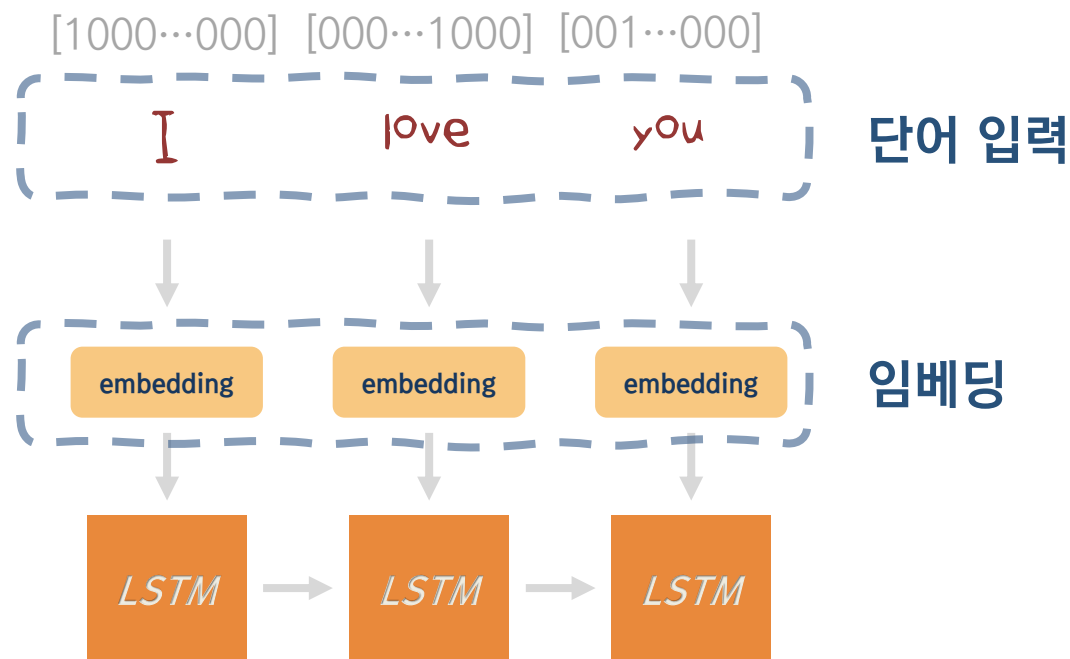 [1000⋯000] [000⋯1000] [001⋯000]
I love you 단어 입력
embedding embedding embedding 임베딩
LSTM LSTM LSTM